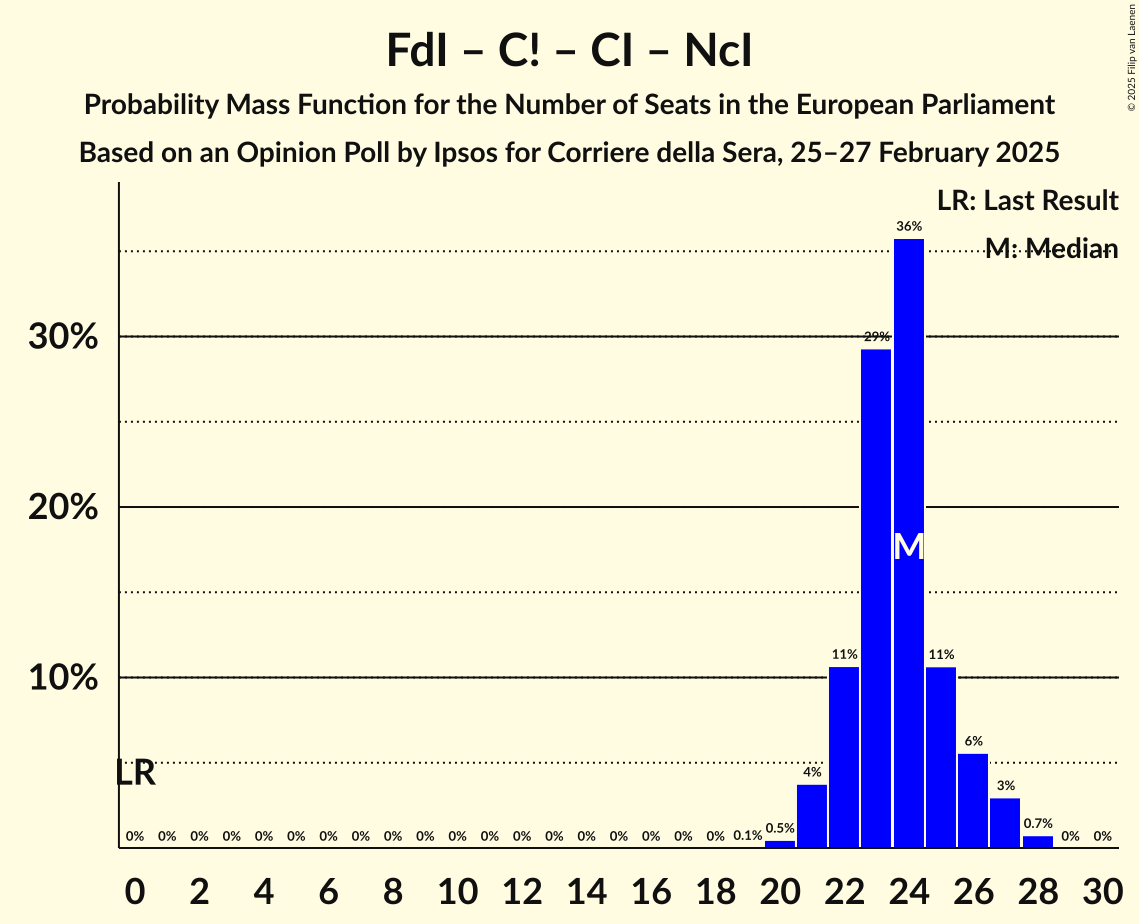 FdI – C! – CI – NcI
Probability Mass Function for the Number of Seats in the European Parliament
Based on an Opinion Poll by Ipsos for Corriere della Sera, 25–27 February 2025
© 2025 Filip van Laenen
LR: Last Result
M: Median
36%
30%
29%
20%
M
10%
11%
11%
LR
4%
6%
3%
0% 0% 0% 0% 0% 0% 0% 0% 0% 0% 0% 0% 0% 0% 0% 0% 0% 0% 0% 0.1% 0.5% 0.7% 0% 0%
0 2 4 6 8 10 12 14 16 18 20 22 24 26 28 30